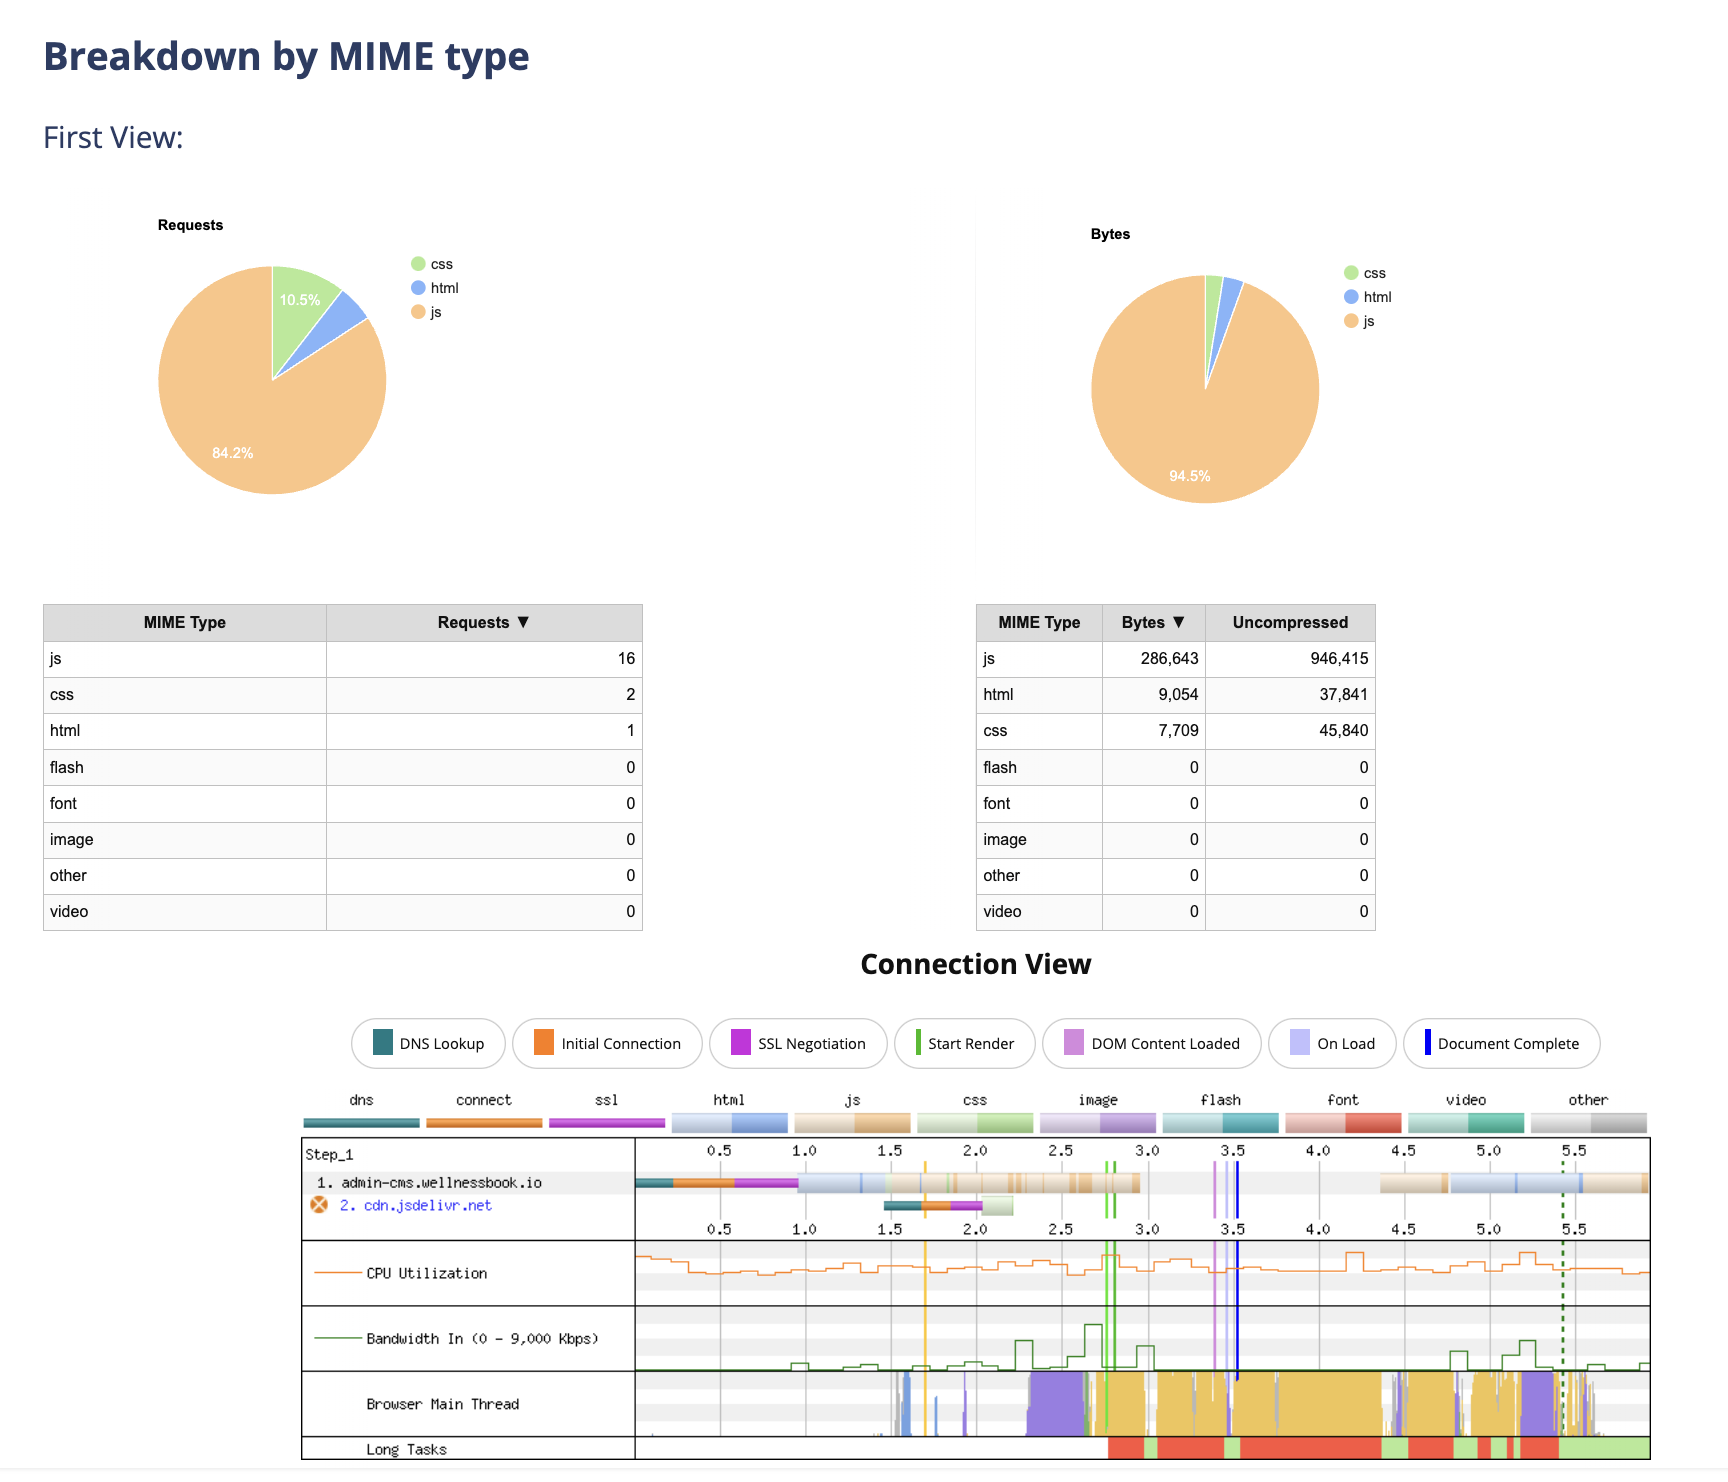 Breakdown by MIME type
First View:
Requests
css
html
js
10.5%
84.2%
Bytes
css
html
js
94.5%
MIME Type Requests ▼
js 16
css 2
html 1
flash 0
font 0
image 0
other 0
video 0
MIME Type Bytes ▼ Uncompressed
js 286,643 946,415
html 9,054 37,841
css 7,709 45,840
flash 0 0
font 0 0
image 0 0
other 0 0
video 0 0
Connection View
DNS Lookup Initial Connection SSL Negotiation Start Render DOM Content Loaded On Load Document Complete
dns connect ssl html js css image flash font video other
Step_1 0.5 1.0 1.5 2.0 2.5 3.0 3.5 4.0 4.5 5.0 5.5
1. admin-cms.wellnessbook.io
2. cdn.jsdelivr.net
0.5 1.0 1.5 2.0 2.5 3.0 3.5 4.0 4.5 5.0 5.5
CPU Utilization
Bandwidth In (0 - 9,000 Kbps)
Browser Main Thread
Long Tasks